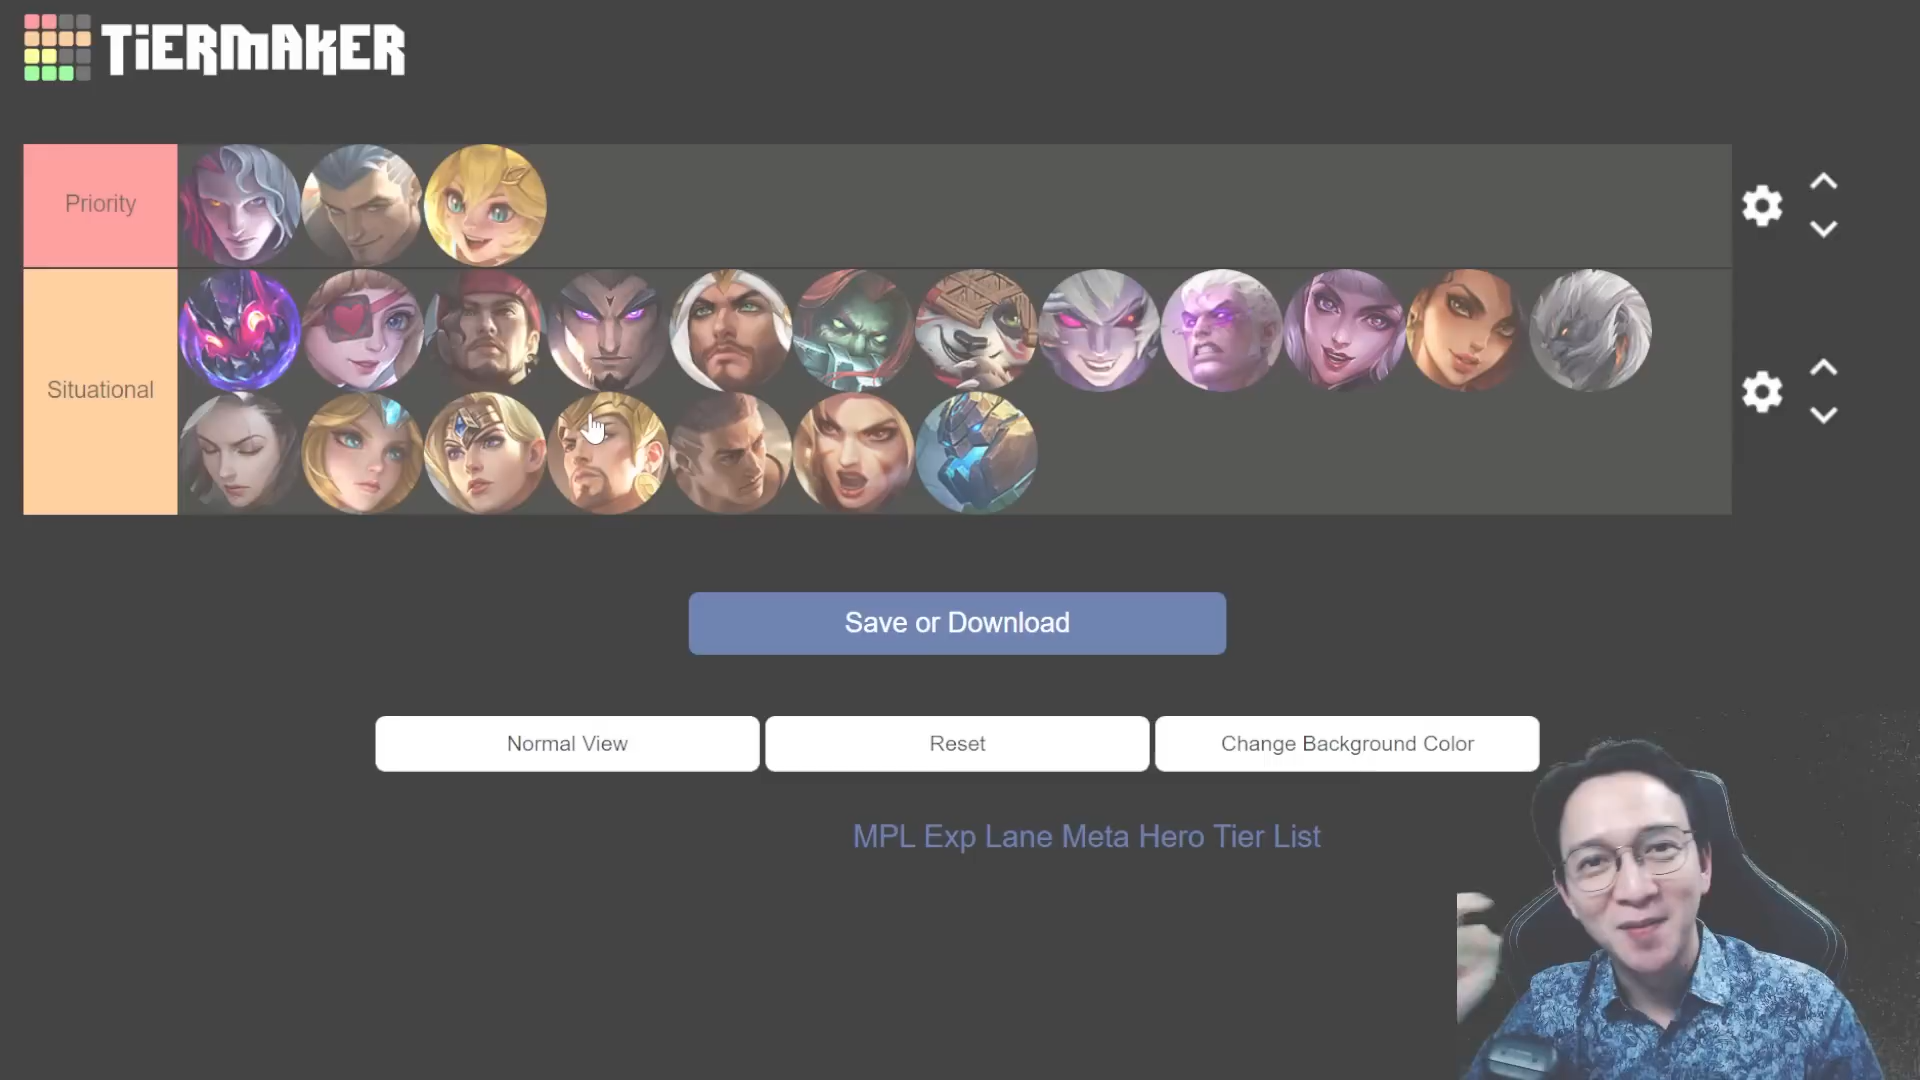 TiERMAKER
Priority
Situational
Save or Download
Normal View
Reset
Change Background Color
MPL Exp Lane Meta Hero Tier List